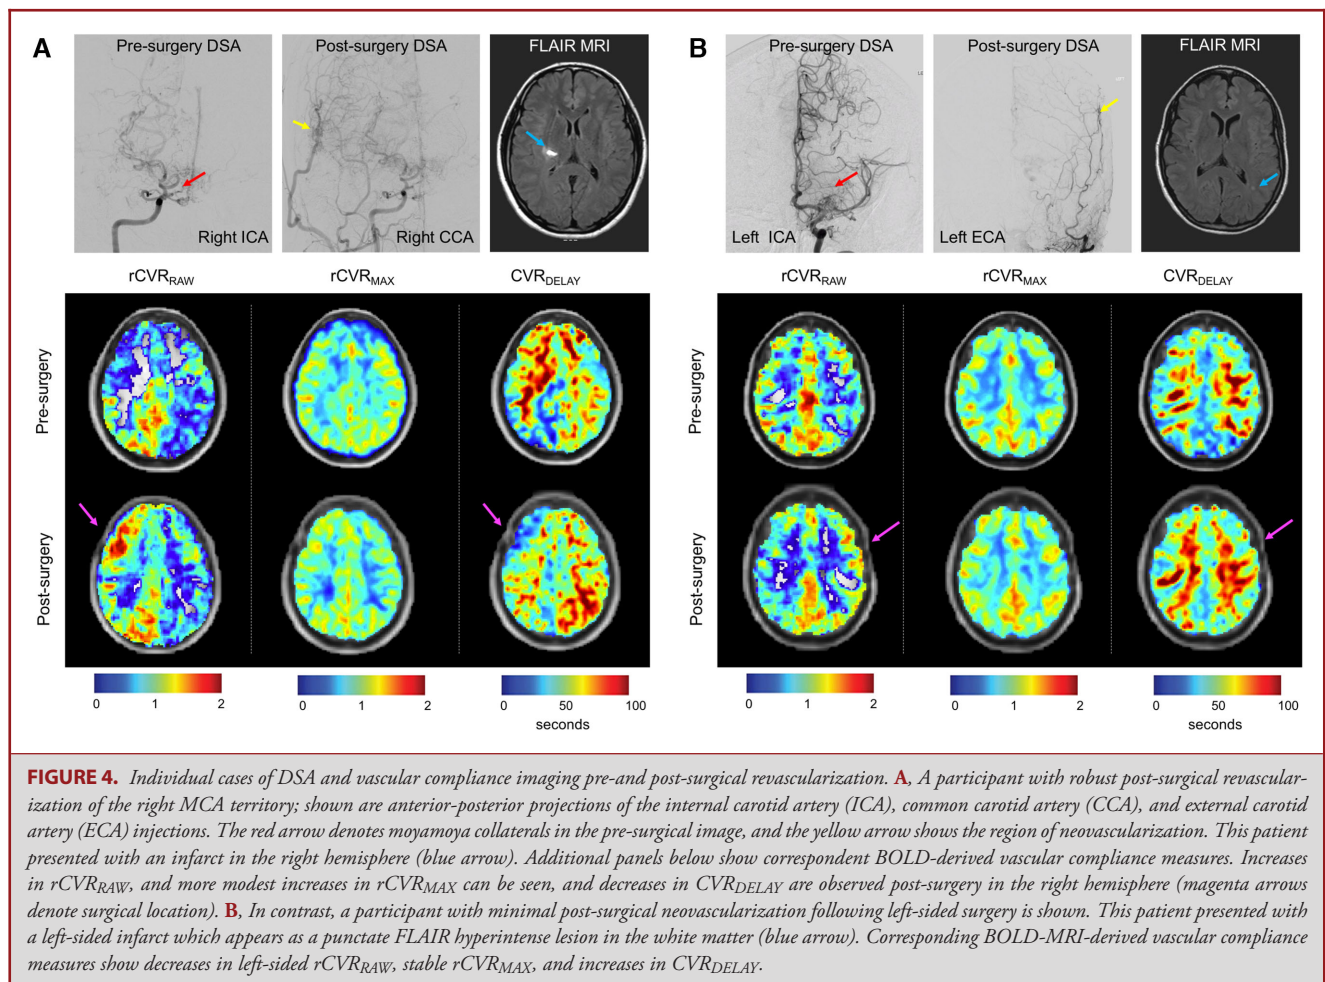 A
Pre-surgery DSA
Post-surgery DSA
FLAIR MRI
Right ICA
Right CCA
B
Pre-surgery DSA
Post-surgery DSA
FLAIR MRI
Left ICA
Left ECA
rCVRRAW
rCVRMAX
CVRDELAY
rCVRRAW
rCVRMAX
CVRDELAY
Pre-surgery
Post-surgery
Pre-surgery
Post-surgery
0 1 2
0 1 2
0 50 100
seconds
0 1 2
0 1 2
0 50 100
seconds
FIGURE 4. Individual cases of DSA and vascular compliance imaging pre-and post-surgical revascularization. A, A participant with robust post-surgical revascular-
ization of the right MCA territory; shown are anterior-posterior projections of the internal carotid artery (ICA), common carotid artery (CCA), and external carotid
artery (ECA) injections. The red arrow denotes moyamoya collaterals in the pre-surgical image, and the yellow arrow shows the region of neovascularization. This patient
presented with an infarct in the right hemisphere (blue arrow). Additional panels below show correspondent BOLD-derived vascular compliance measures. Increases
in rCVRRAW, and more modest increases in rCVRMAX can be seen, and decreases in CVRDELAY are observed post-surgery in the right hemisphere (magenta arrows
denote surgical location). B, In contrast, a participant with minimal post-surgical neovascularization following left-sided surgery is shown. This patient presented with
a left-sided infarct which appears as a punctate FLAIR hyperintense lesion in the white matter (blue arrow). Corresponding BOLD-MRI-derived vascular compliance
measures show decreases in left-sided rCVRRAW, stable rCVRMAX, and increases in CVRDELAY.